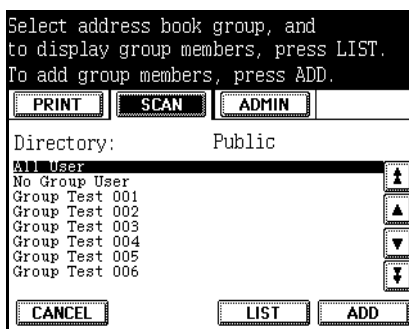 Select address book group, and
to display group members, press LIST.
To add group members, press ADD.
PRINT SCAN ADMIN
Directory: Public
All User
No Group User
Group Test 001
Group Test 002
Group Test 003
Group Test 004
Group Test 005
Group Test 006
CANCEL LIST ADD